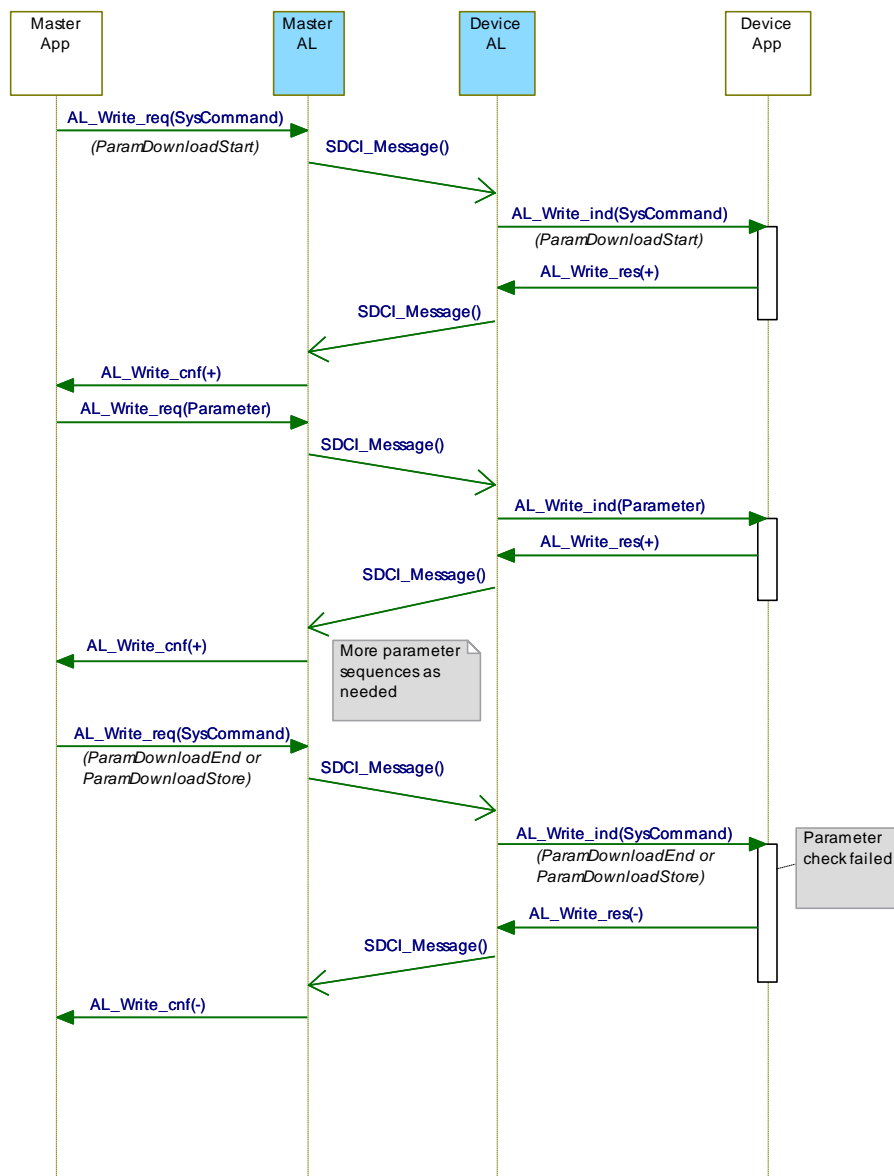 Master
App
Master
AL
Device
AL
Device
App
AL_Write_req(SysCommand)
(ParamDownloadStart)
SDCI_Message()
AL_Write_ind(SysCommand)
(ParamDownloadStart)
AL_Write_res(+)
SDCI_Message()
AL_Write_cnf(+)
AL_Write_req(Parameter)
SDCI_Message()
AL_Write_ind(Parameter)
AL_Write_res(+)
SDCI_Message()
AL_Write_cnf(+)
More parameter
sequences as
needed
AL_Write_req(SysCommand)
(ParamDownloadEnd or
ParamDownloadStore)
SDCI_Message()
AL_Write_ind(SysCommand)
(ParamDownloadEnd or
ParamDownloadStore)
Parameter
check failed
AL_Write_res(-)
SDCI_Message()
AL_Write_cnf(-)